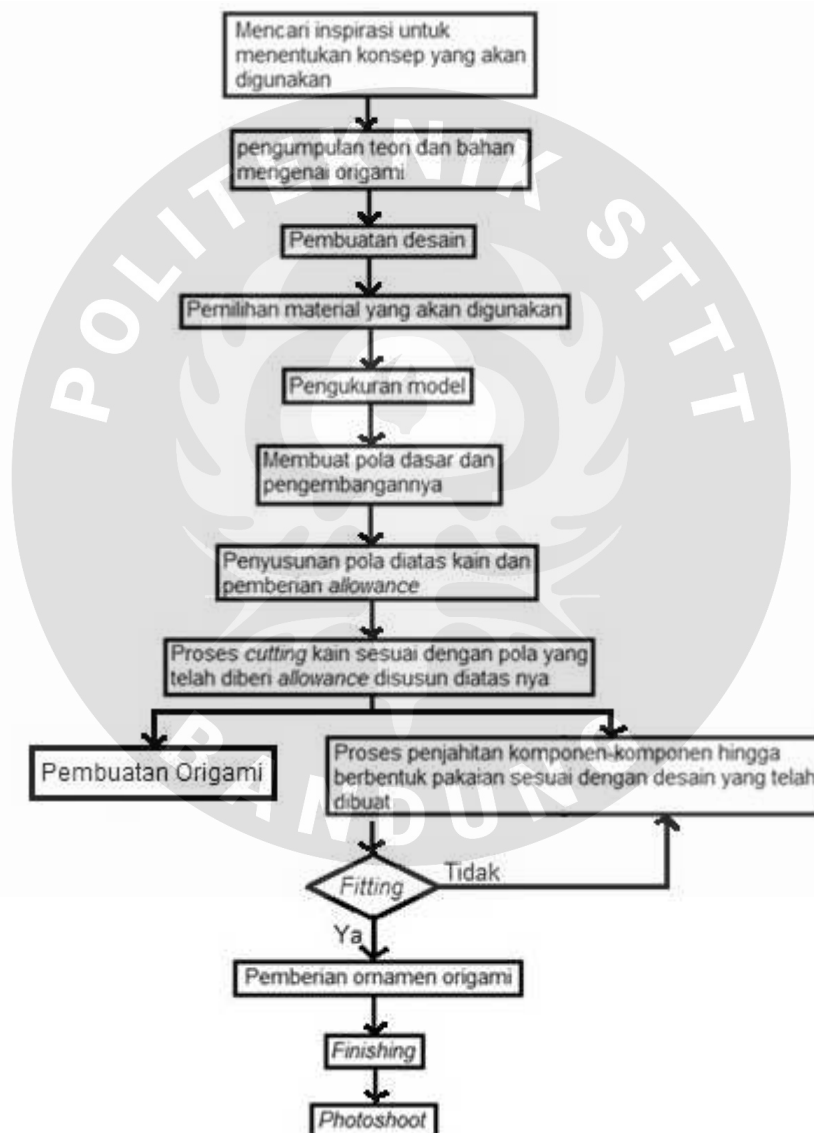 Mencari inspirasi untuk
menentukan konsep yang akan
digunakan
pengumpulan teori dan bahan
mengenai origami
Pembuatan desain
Pemilihan material yang akan digunakan
Pengukuran model
Membuat pola dasar dan
pengembangannya
Penyusunan pola diatas kain dan
pemberian allowance
Proses cutting kain sesuai dengan pola yang
telah diberi allowance disusun diatas nya
Pembuatan Origami
Proses penjahitan komponen-komponen hingga
berbentuk pakaian sesuai dengan desain yang telah
dibuat
Fitting
Tidak
Ya
Pemberian ornamen origami
Finishing
Photoshoot
POLITEKNIK STTT
BANDUNG